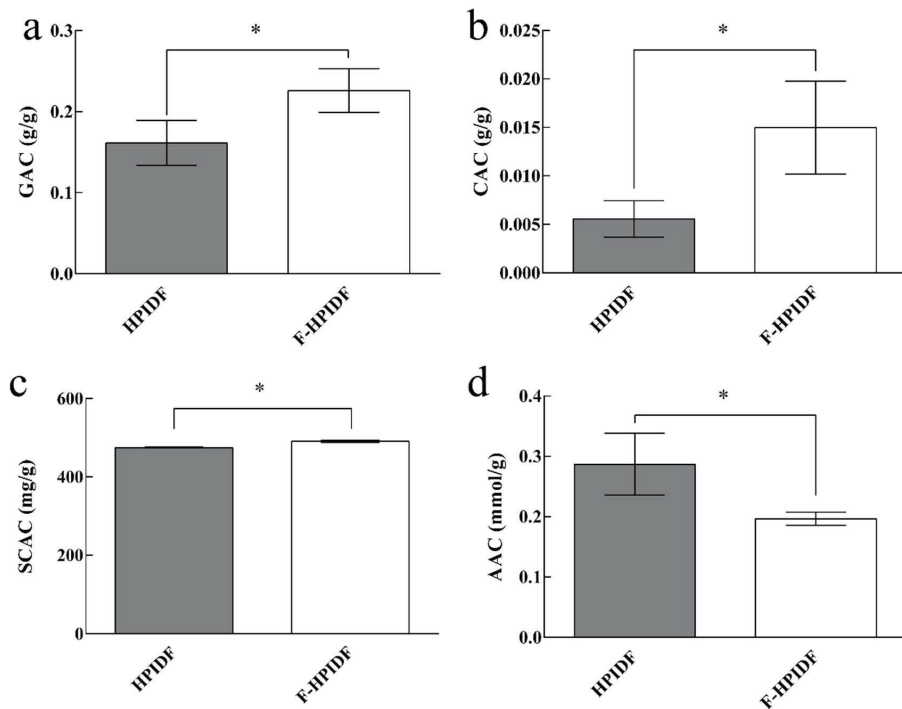 a
GAC (g/g)
0.3
0.2
0.1
0.0
*
HPIDF
F-HPIDF
b
CAC (g/g)
0.025
0.020
0.015
0.010
0.005
0.000
*
HPIDF
F-HPIDF
c
SCAC (mg/g)
600
400
200
0
*
HPIDF
F-HPIDF
d
AAC (mmol/g)
0.4
0.3
0.2
0.1
0.0
*
HPIDF
F-HPIDF